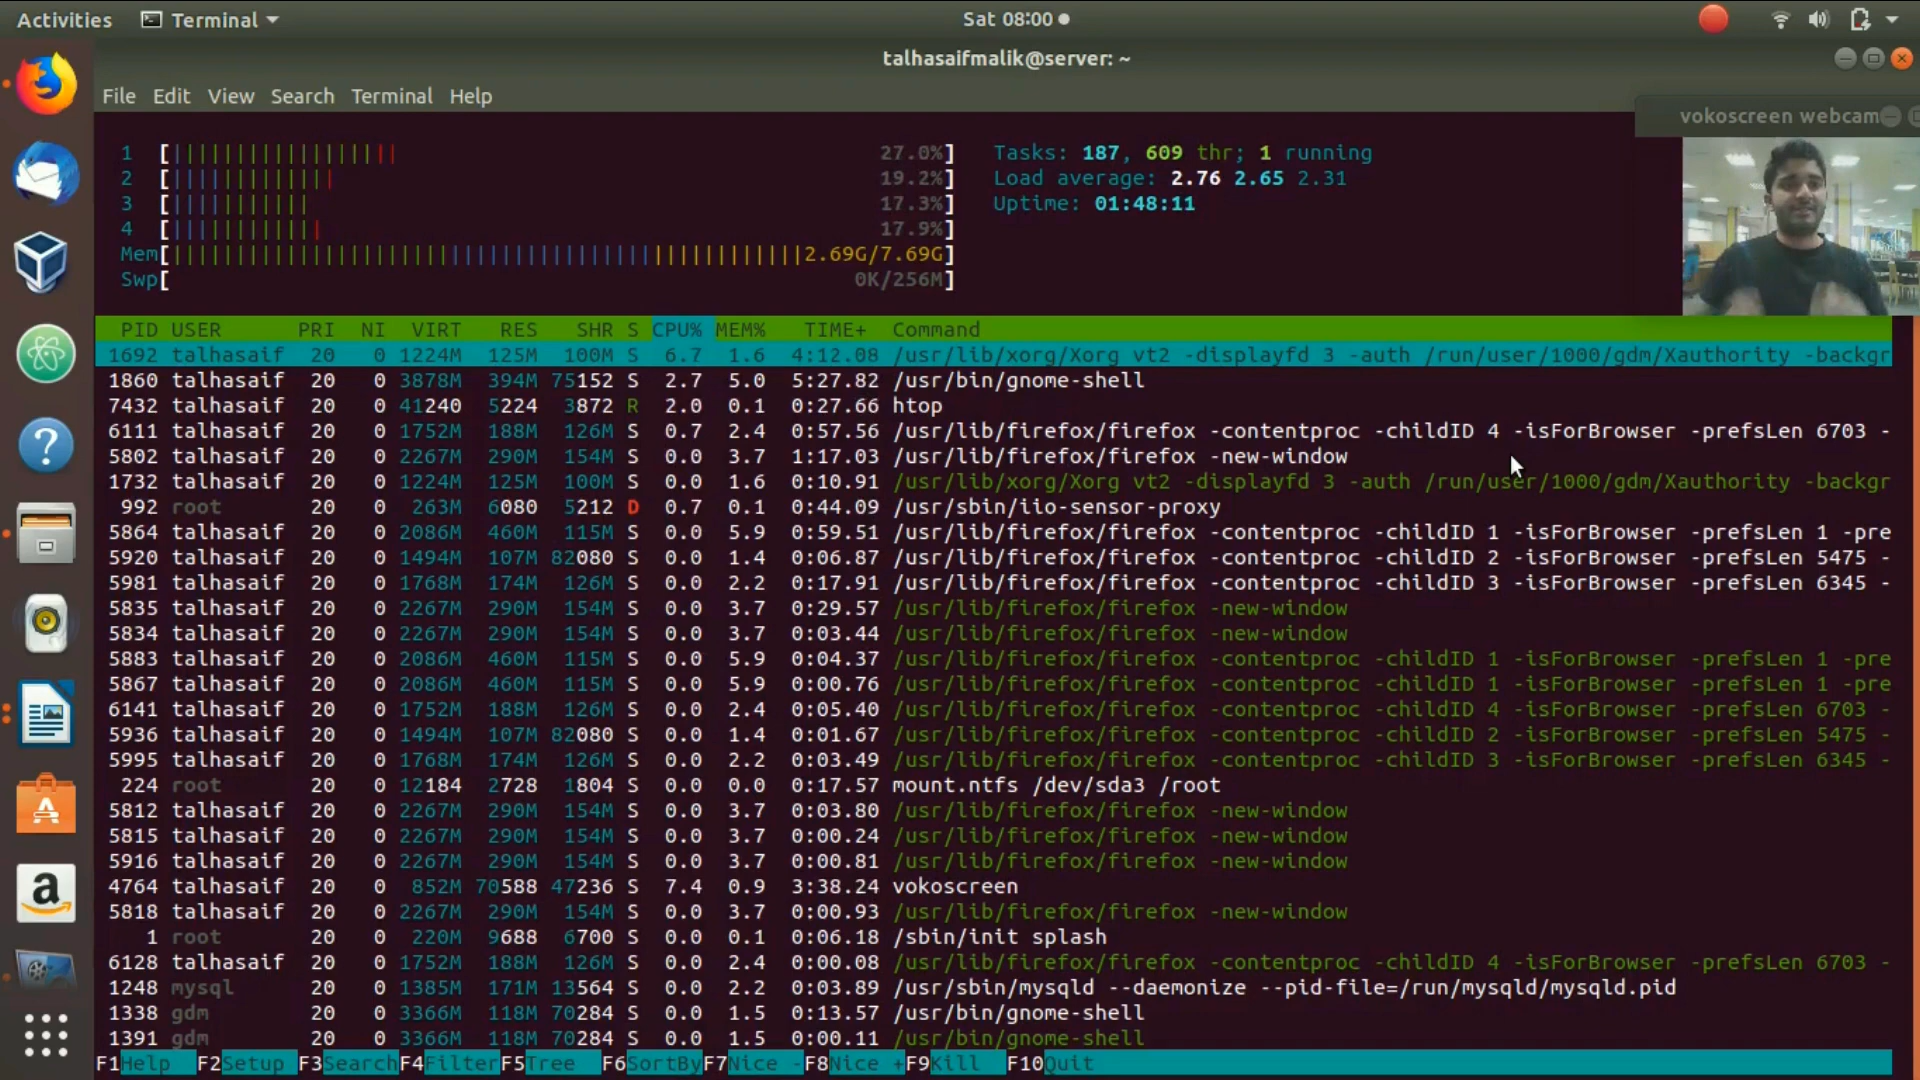 Activities Terminal Sat 08:00
talhasaifmalik@server: ~
File Edit View Search Terminal Help
vokoscreen webcam
1 [|||||||||||||||||| 27.0%] Tasks: 187, 609 thr; 1 running
2 [||||||||||||| 19.2%] Load average: 2.76 2.65 2.31
3 [||||||||||| 17.3%] Uptime: 01:48:11
4 [|||||||||||| 17.9%]
Mem[||||||||||||||||||||||||||||||||||||||||||||||||||2.69G/7.69G]
Swp[ 0K/256M]
PID USER PRI NI VIRT RES SHR S CPU% MEM% TIME+ Command
1692 talhasaif 20 0 1224M 125M 100M S 6.7 1.6 4:12.08 /usr/lib/xorg/Xorg vt2 -displayfd 3 -auth /run/user/1000/gdm/Xauthority -backgr
1860 talhasaif 20 0 3878M 394M 75152 S 2.7 5.0 5:27.82 /usr/bin/gnome-shell
7432 talhasaif 20 0 41240 5224 3872 R 2.0 0.1 0:27.66 htop
6111 talhasaif 20 0 1752M 188M 126M S 0.7 2.4 0:57.56 /usr/lib/firefox/firefox -contentproc -childID 4 -isForBrowser -prefsLen 6703 -
5802 talhasaif 20 0 2267M 290M 154M S 0.7 3.7 1:17.03 /usr/lib/firefox/firefox -new-window
1732 talhasaif 20 0 1224M 125M 100M S 0.7 1.6 0:10.91 /usr/lib/xorg/Xorg vt2 -displayfd 3 -auth /run/user/1000/gdm/Xauthority -backgr
992 root 20 0 263M 6080 5212 D 0.7 0.1 0:44.09 /usr/sbin/iio-sensor-proxy
5864 talhasaif 20 0 2086M 460M 115M S 0.0 5.9 0:59.51 /usr/lib/firefox/firefox -contentproc -childID 1 -isForBrowser -prefsLen 1 -pre
5920 talhasaif 20 0 1494M 107M 82080 S 0.0 1.4 0:06.87 /usr/lib/firefox/firefox -contentproc -childID 2 -isForBrowser -prefsLen 5475 -
5981 talhasaif 20 0 1768M 174M 126M S 0.0 2.2 0:17.91 /usr/lib/firefox/firefox -contentproc -childID 3 -isForBrowser -prefsLen 6345 -
5835 talhasaif 20 0 2267M 290M 154M S 0.0 3.7 0:29.57 /usr/lib/firefox/firefox -new-window
5834 talhasaif 20 0 2267M 290M 154M S 0.0 3.7 0:03.44 /usr/lib/firefox/firefox -new-window
5883 talhasaif 20 0 2086M 460M 115M S 0.0 5.9 0:04.37 /usr/lib/firefox/firefox -contentproc -childID 1 -isForBrowser -prefsLen 1 -pre
5867 talhasaif 20 0 2086M 460M 115M S 0.0 5.9 0:00.76 /usr/lib/firefox/firefox -contentproc -childID 1 -isForBrowser -prefsLen 1 -pre
6141 talhasaif 20 0 1752M 188M 126M S 0.0 2.4 0:05.40 /usr/lib/firefox/firefox -contentproc -childID 4 -isForBrowser -prefsLen 6703 -
5936 talhasaif 20 0 1494M 107M 82080 S 0.0 1.4 0:01.67 /usr/lib/firefox/firefox -contentproc -childID 2 -isForBrowser -prefsLen 5475 -
5995 talhasaif 20 0 1768M 174M 126M S 0.0 2.2 0:03.49 /usr/lib/firefox/firefox -contentproc -childID 3 -isForBrowser -prefsLen 6345 -
224 root 20 0 12184 2728 1804 S 0.0 0.0 0:17.57 mount.ntfs /dev/sda3 /root
5812 talhasaif 20 0 2267M 290M 154M S 0.0 3.7 0:03.80 /usr/lib/firefox/firefox -new-window
5815 talhasaif 20 0 2267M 290M 154M S 0.0 3.7 0:00.24 /usr/lib/firefox/firefox -new-window
5916 talhasaif 20 0 2267M 290M 154M S 0.0 3.7 0:00.81 /usr/lib/firefox/firefox -new-window
4764 talhasaif 20 0 852M 70588 47236 S 7.4 0.9 3:38.24 vokoscreen
5818 talhasaif 20 0 2267M 290M 154M S 0.0 3.7 0:00.93 /usr/lib/firefox/firefox -new-window
1 root 20 0 220M 9688 6700 S 0.0 0.1 0:06.18 /sbin/init splash
6128 talhasaif 20 0 1752M 188M 126M S 0.0 2.4 0:00.08 /usr/lib/firefox/firefox -contentproc -childID 4 -isForBrowser -prefsLen 6703 -
1248 mysql 20 0 1385M 171M 13564 S 0.0 2.2 0:03.89 /usr/sbin/mysqld --daemonize --pid-file=/run/mysqld/mysqld.pid
1338 gdm 20 0 3366M 118M 70284 S 0.0 1.5 0:13.57 /usr/bin/gnome-shell
1391 gdm 20 0 3366M 118M 70284 S 0.0 1.5 0:00.11 /usr/bin/gnome-shell
F1Help F2Setup F3SearchF4FilterF5Tree F6SortByF7Nice -F8Nice +F9Kill F10Quit